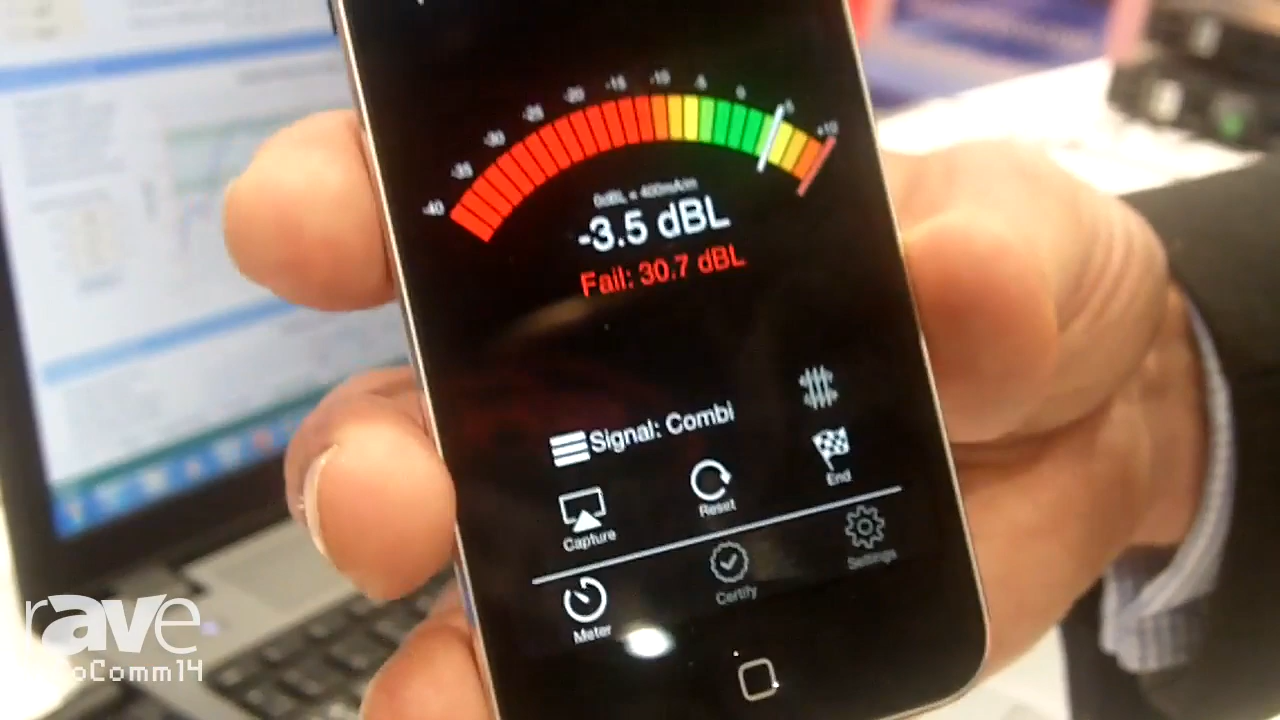 -40 -35 -30 -25 -20 -15 -10 -5 0 +5 +10
0dBL = 400mA/m
-3.5 dBL
Fail: 30.7 dBL
Signal: Combi
Capture Reset End
Meter Certify Settings
rAVe
oComm14